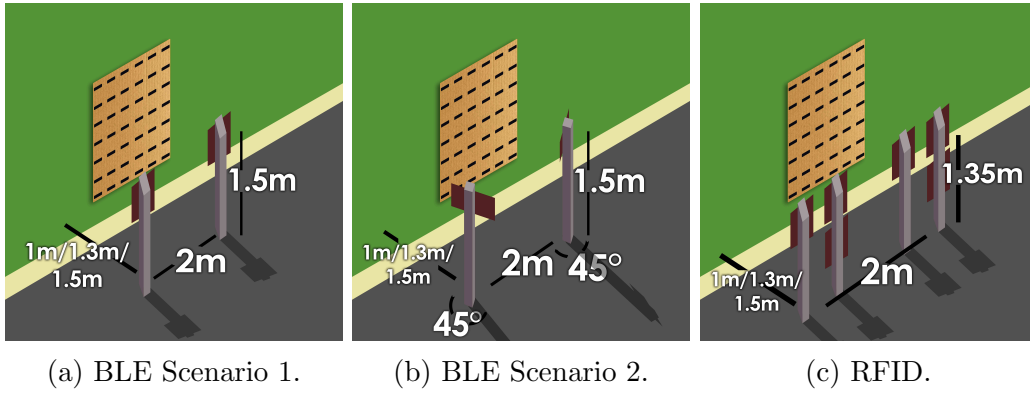 1.5m
1m/1.3m/
1.5m
2m
(a) BLE Scenario 1.
1.5m
1m/1.3m/
1.5m
2m
45°
45°
(b) BLE Scenario 2.
1.35m
1m/1.3m/
1.5m
2m
(c) RFID.